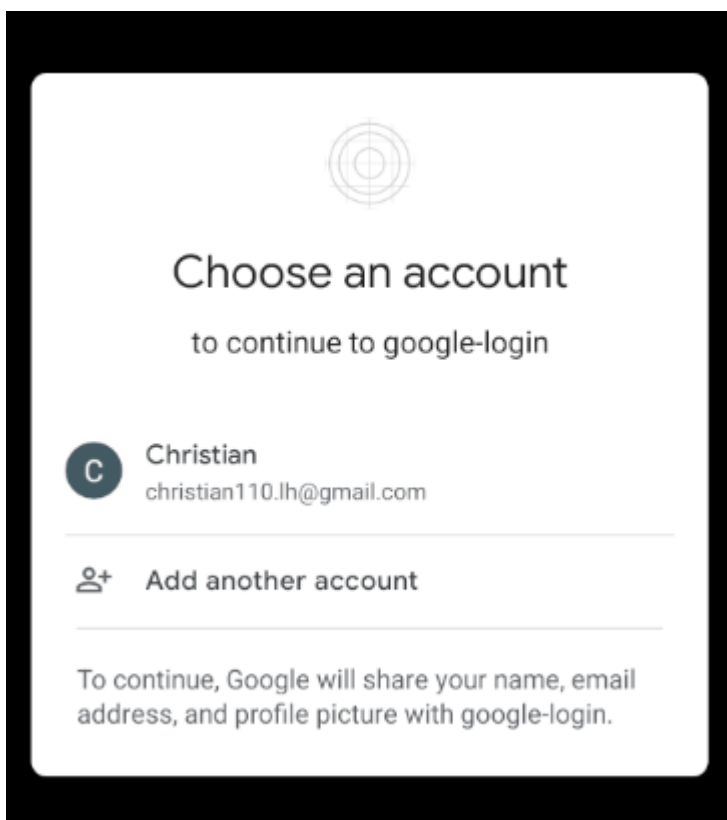 Choose an account
to continue to google-login
C
Christian
christian110.lh@gmail.com
Add another account
To continue, Google will share your name, email
address, and profile picture with google-login.